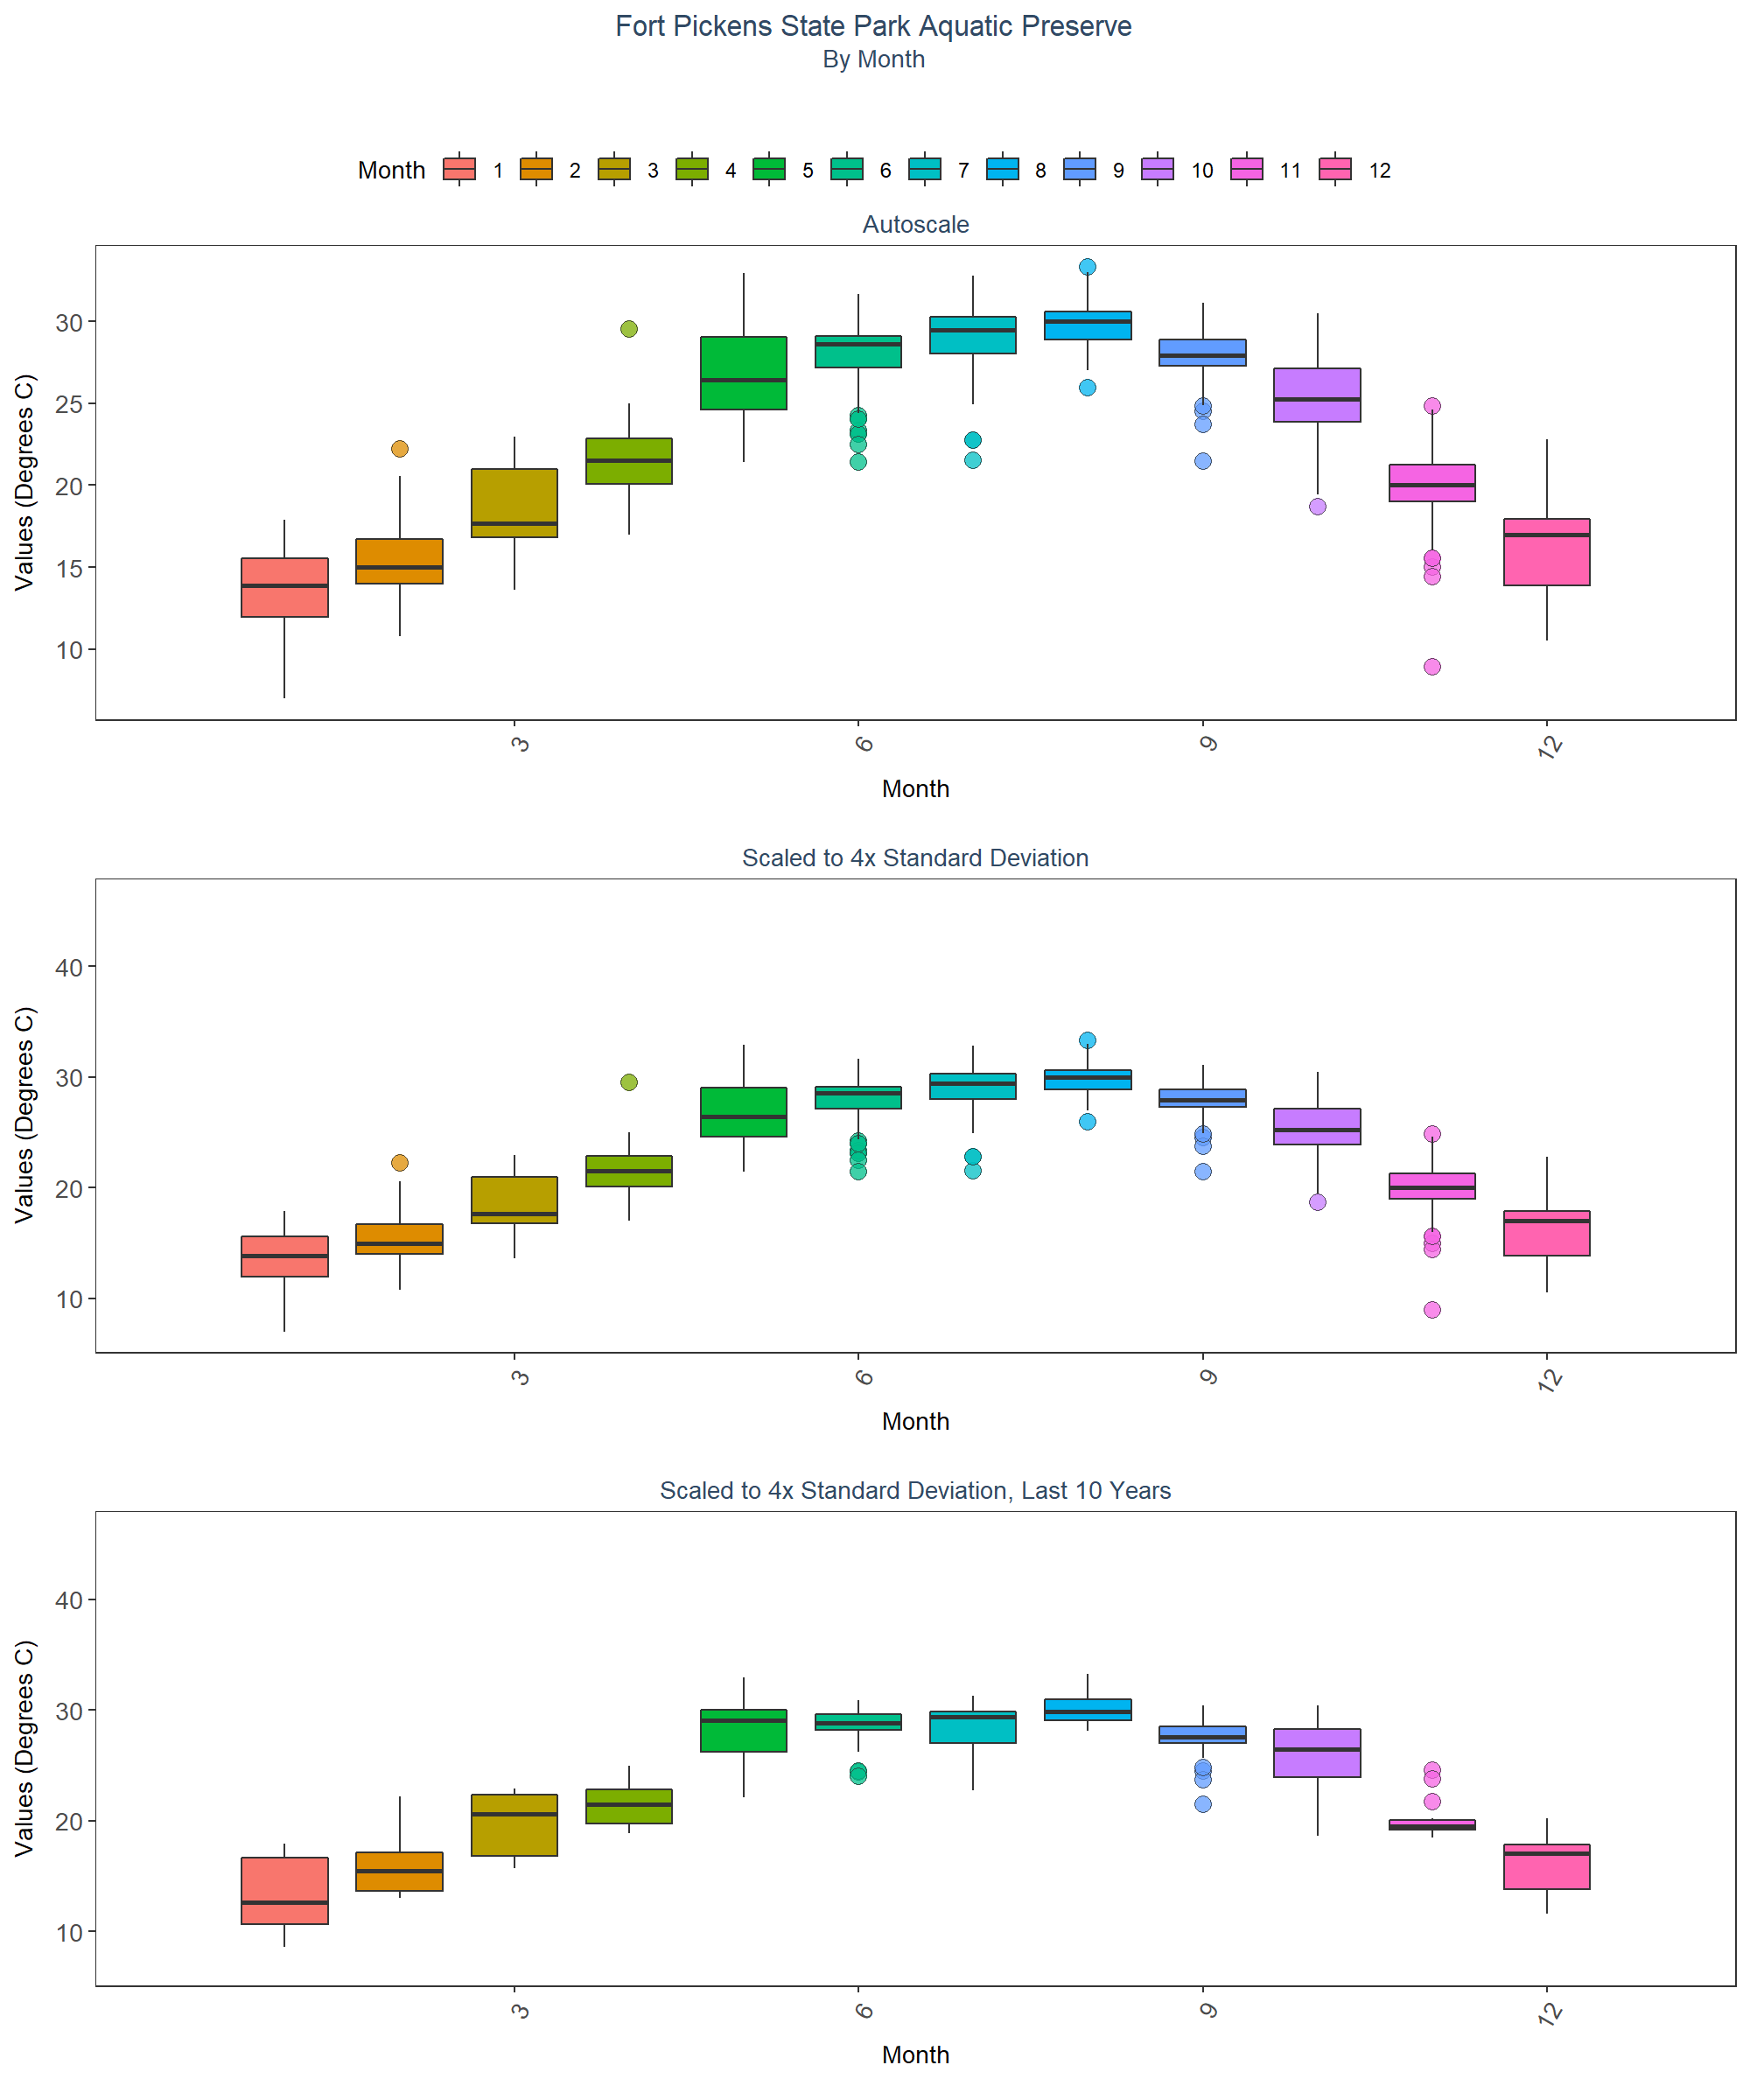 Fort Pickens State Park Aquatic Preserve
By Month
Month 1 2 3 4 5 6 7 8 9 10 11 12
Autoscale
Values (Degrees C)
30
25
20
15
10
3 6 9 12
Month
Scaled to 4x Standard Deviation
Values (Degrees C)
40
30
20
10
3 6 9 12
Month
Scaled to 4x Standard Deviation, Last 10 Years
Values (Degrees C)
40
30
20
10
3 6 9 12
Month